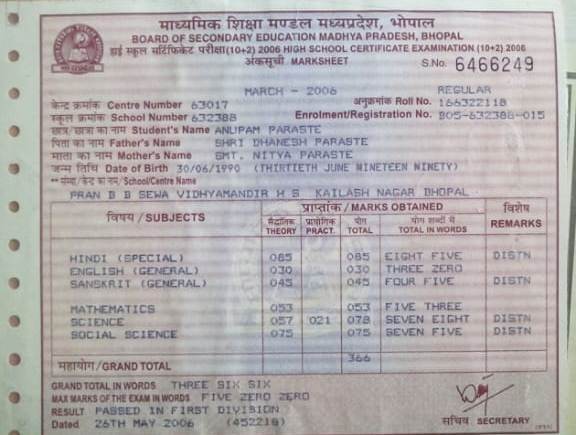 माध्यमिक शिक्षा मण्डल मध्यप्रदेश, भोपाल
BOARD OF SECONDARY EDUCATION MADHYA PRADESH, BHOPAL
हाई स्कूल सर्टिफिकेट परीक्षा(10+2) 2006 HIGH SCHOOL CERTIFICATE EXAMINATION (10+2) 2006
अंकसूची MARKSHEET
S.No. 6466249
MARCH - 2006 REGULAR
केन्द्र क्रमांक Centre Number 63017 अनुक्रमांक Roll No. 166322118
स्कूल क्रमांक School Number 632388 Enrolment/Registration No. B05-632388-015
छात्र/छात्रा का नाम Student's Name ANUPAM PARASTE
पिता का नाम Father's Name SHRI DHANESH PARASTE
माता का नाम Mother's Name SMT. NITYA PARASTE
जन्म तिथि Date of Birth 30/06/1990 (THIRTIETH JUNE NINETEEN NINETY)
** संस्था/केन्द्र का नाम/School/Centre Name
PRAN B B SEWA VIDHYAMANDIR H S KAILASH NAGAR BHOPAL
विषय/SUBJECTS प्राप्तांक/MARKS OBTAINED विशेष REMARKS
सैद्धांतिक THEORY प्रायोगिक PRACT. योग TOTAL योग शब्दों में TOTAL IN WORDS
HINDI (SPECIAL) 085 085 EIGHT FIVE DISTN
ENGLISH (GENERAL) 030 030 THREE ZERO
SANSKRIT (GENERAL) 045 045 FOUR FIVE DISTN
MATHEMATICS 053 053 FIVE THREE
SCIENCE 057 021 078 SEVEN EIGHT DISTN
SOCIAL SCIENCE 075 075 SEVEN FIVE DISTN
महायोग/GRAND TOTAL 366
GRAND TOTAL IN WORDS THREE SIX SIX
MAX MARKS OF THE EXAM IN WORDS FIVE ZERO ZERO
RESULT PASSED IN FIRST DIVISION
Dated 26TH MAY 2006 (452218)
सचिव SECRETARY